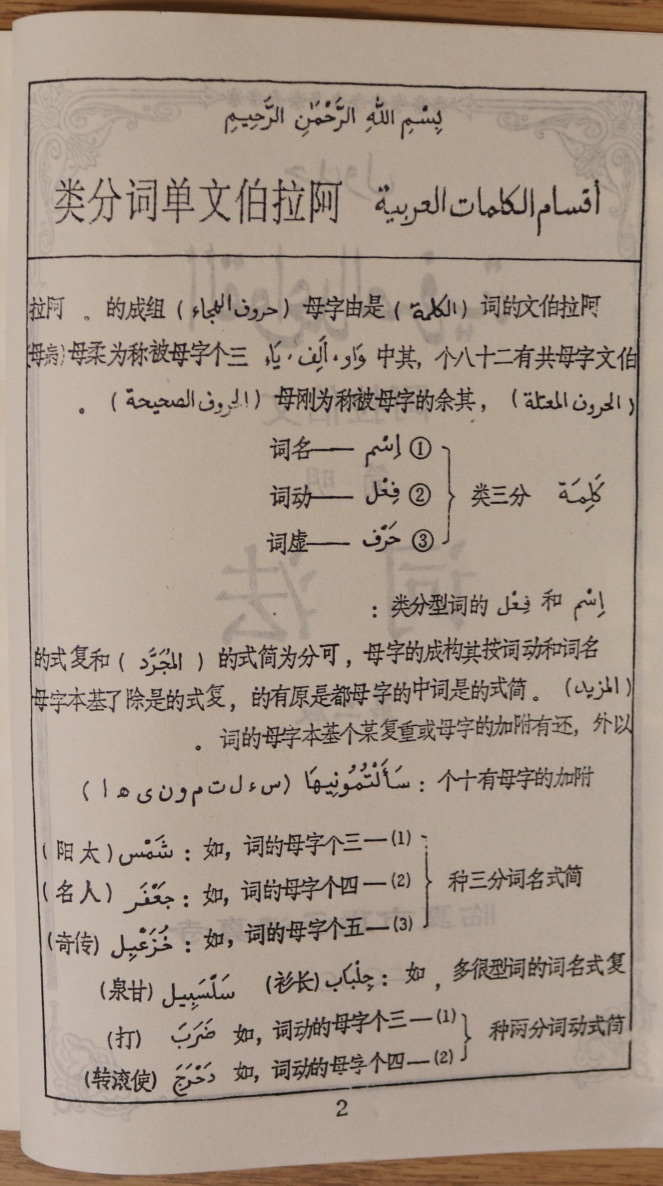 بِسْمِ اللهِ الرَّحْمٰنِ الرَّحِيمِ
أقسام الكلمات العربية 阿拉伯文单词分类
阿拉伯文的词(الكلمة)是由字母(حروف الهجاء)组成的。阿拉
伯文字母共有二十八个,其中 وَاو، أَلِف، يَاء 三个字母被称为柔母(病母)
(الحروف المعتلة),其余的字母被称为刚母(الحروف الصحيحة)。
① إِسْم ——名词
كَلِمَة 分三类 ② فِعْل ——动词
③ حَرْف ——虚词
إِسْم 和 فِعْل 的词型分类:
名词和动词按其构成的字母,可分为简式的(المُجَرَّد)和复式的
(المزيد)。简式的是词中的字母都是原有的,复式的是除了基本字母
以外,还有附加的字母或重复某个基本字母的词。
附加的字母有十个:سَأَلْتُمُونِيهَا (س ء ل ت م و ن ى ه ا)
(1)—三个字母的词,如:شَمْس(太阳)
简式名词分三种 (2)—四个字母的词,如:جَعْفَر(人名)
(3)—五个字母的词,如:خُزَعْبِيل(传奇)
复式名词的词型很多,如:جِلْبَاب(长衫) سَلْسَبِيل(甘泉)
简式动词分两种 (1)—三个字母的动词,如 ضَرَبَ (打)
(2)—四个字母的动词,如 دَحْرَجَ (使滚转)
2